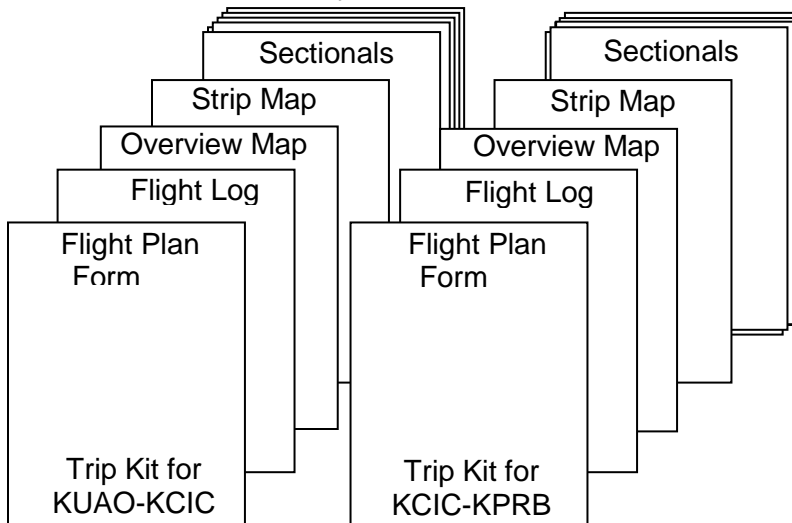 Sectionals
Strip Map
Overview Map
Flight Log
Flight Plan
Form
Trip Kit for
KUAO-KCIC
Sectionals
Strip Map
Overview Map
Flight Log
Flight Plan
Form
Trip Kit for
KCIC-KPRB